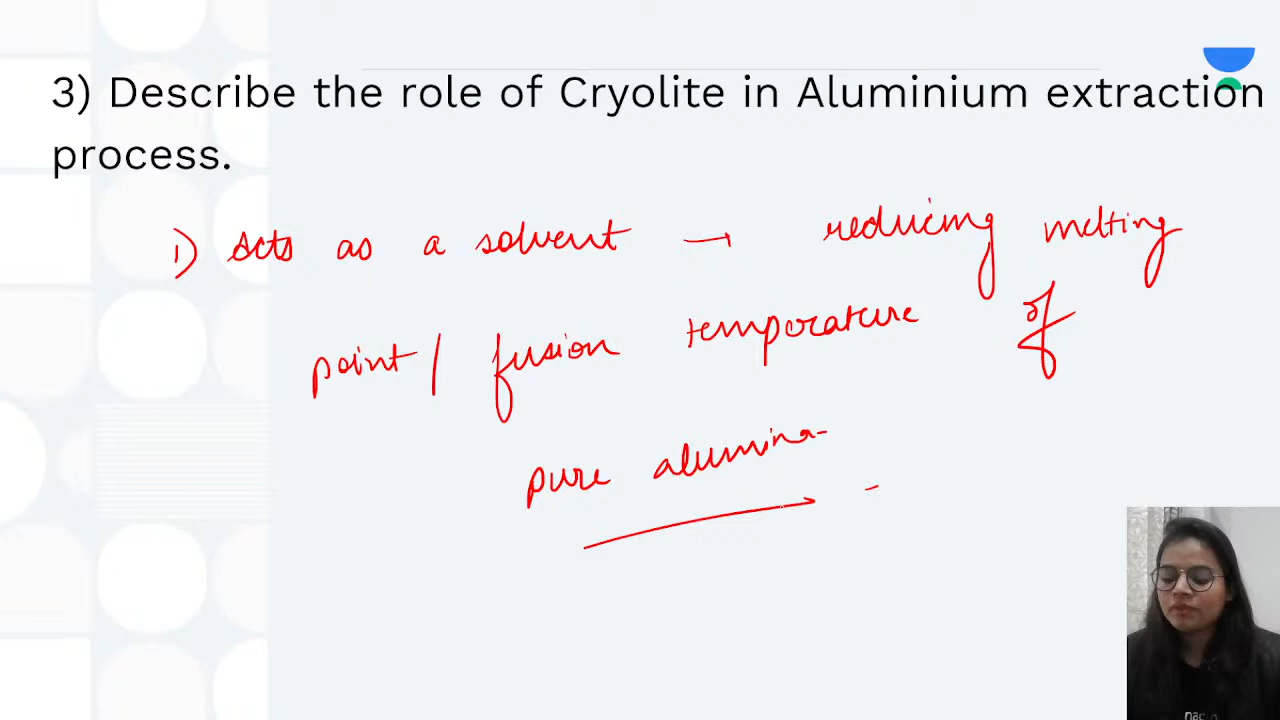 3) Describe the role of Cryolite in Aluminium extraction
process.
1) Acts as a solvent → reducing melting
point/ fusion temperature of
pure alumina-